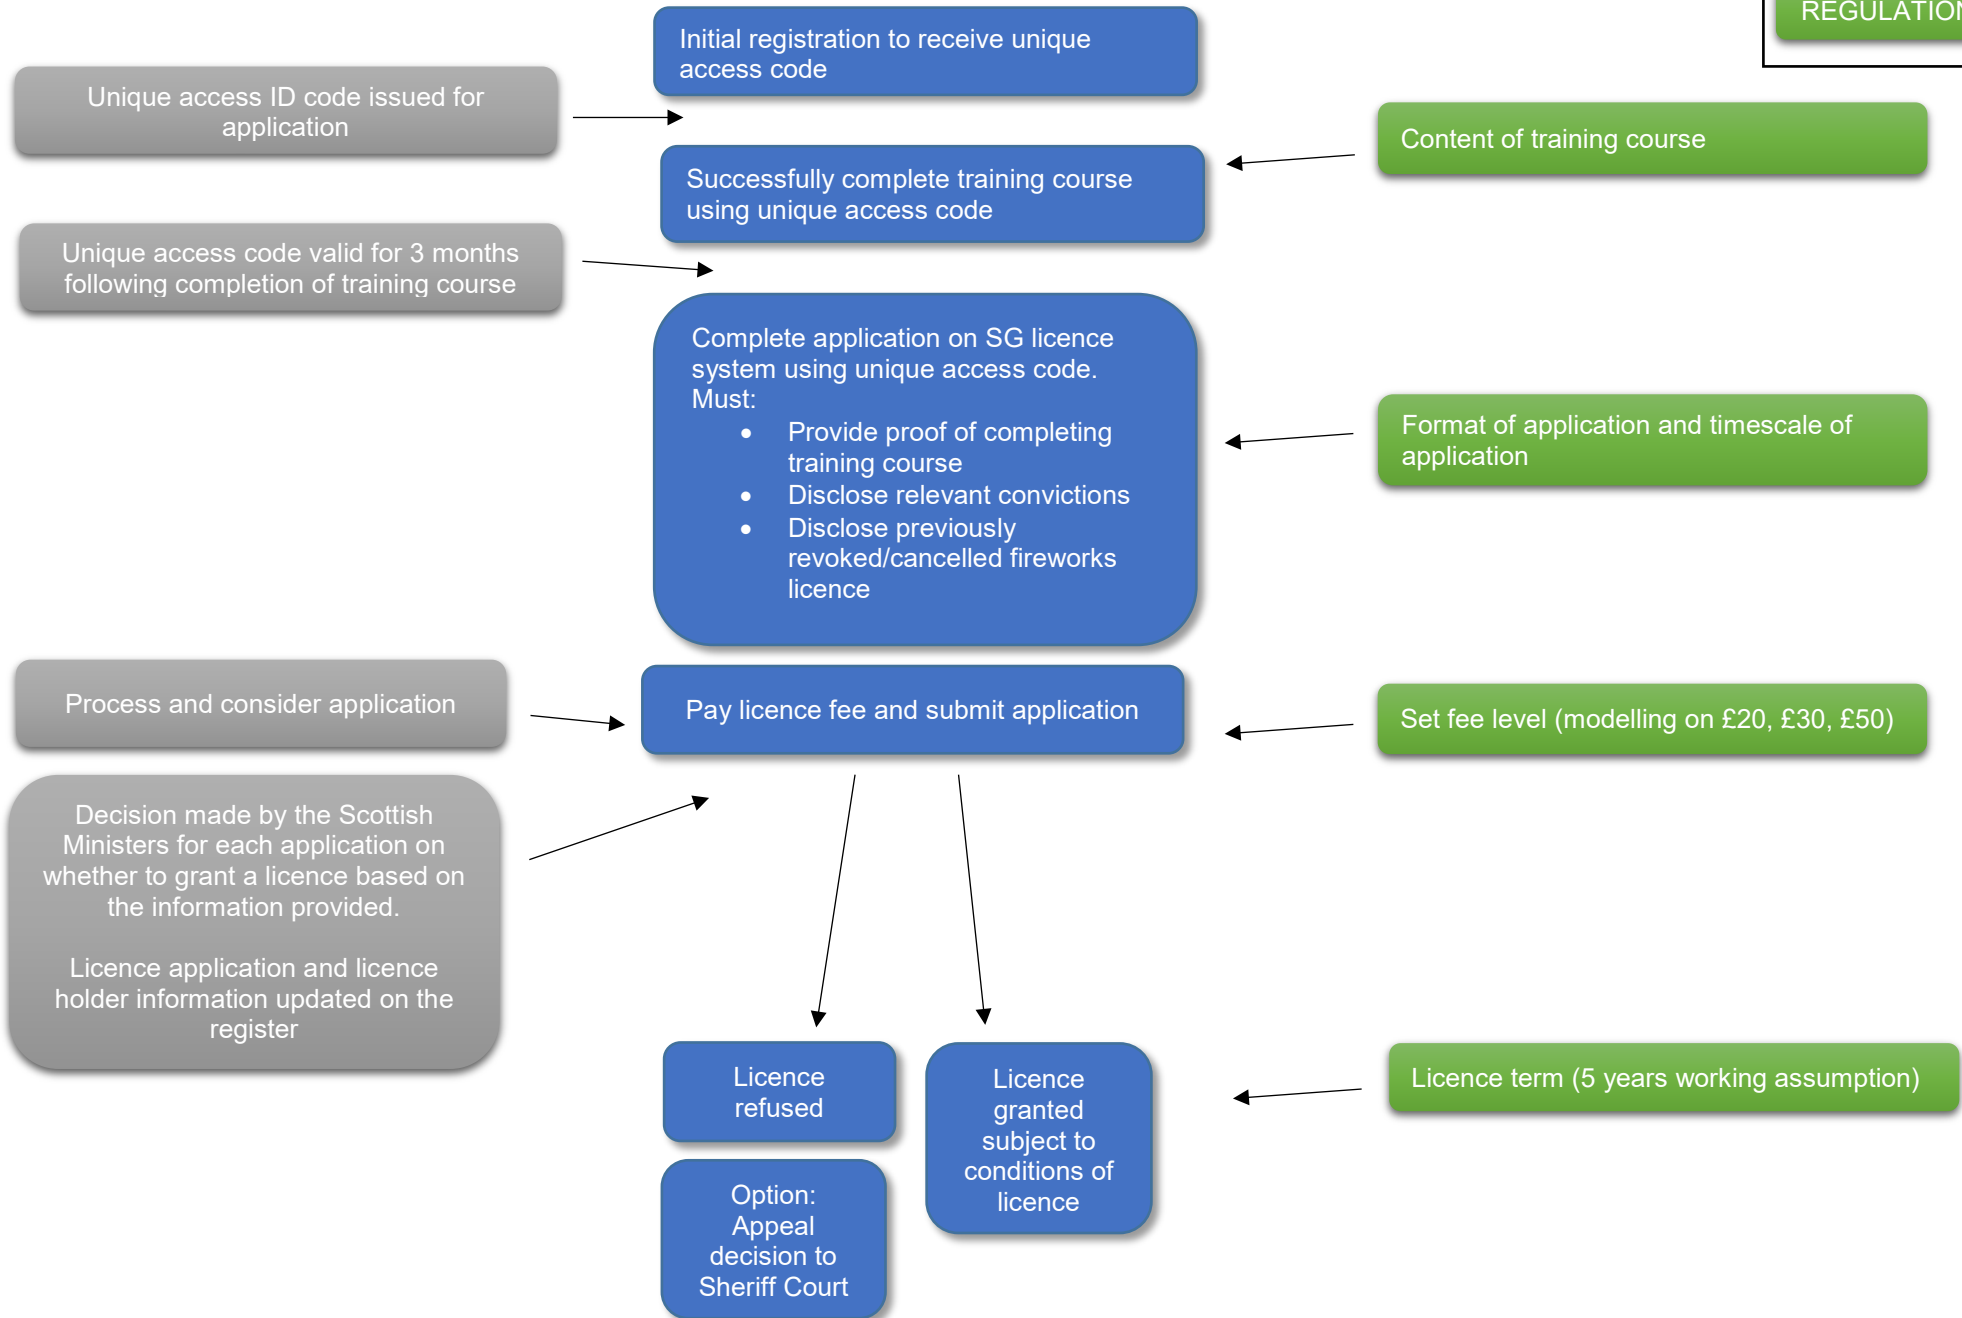 REGULATION
Initial registration to receive unique
access code
Unique access ID code issued for
application
Content of training course
Successfully complete training course
using unique access code
Unique access code valid for 3 months
following completion of training course
Complete application on SG licence
system using unique access code.
Must:
• Provide proof of completing
training course
• Disclose relevant convictions
• Disclose previously
revoked/cancelled fireworks
licence
Format of application and timescale of
application
Process and consider application
Pay licence fee and submit application
Set fee level (modelling on £20, £30, £50)
Decision made by the Scottish
Ministers for each application on
whether to grant a licence based on
the information provided.
Licence application and licence
holder information updated on the
register
Licence
refused
Licence
granted
subject to
conditions of
licence
Licence term (5 years working assumption)
Option:
Appeal
decision to
Sheriff Court